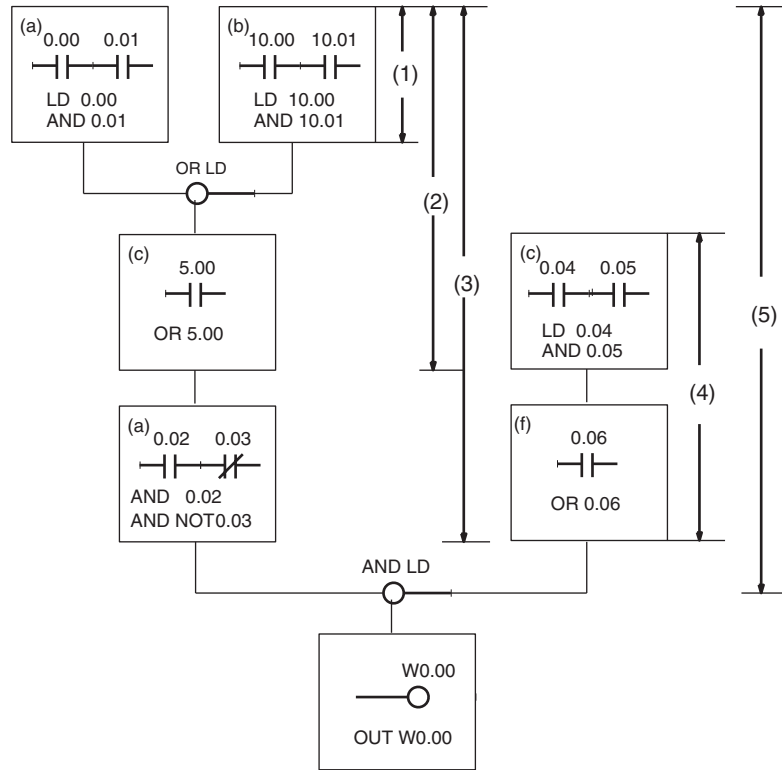 (a)
0.00 0.01
LD 0.00
AND 0.01
(b)
10.00 10.01
LD 10.00
AND 10.01
(1)
OR LD
(2)
(c)
5.00
OR 5.00
(3)
(c)
0.04 0.05
LD 0.04
AND 0.05
(5)
(a)
0.02 0.03
AND 0.02
AND NOT0.03
(4)
(f)
0.06
OR 0.06
AND LD
W0.00
OUT W0.00